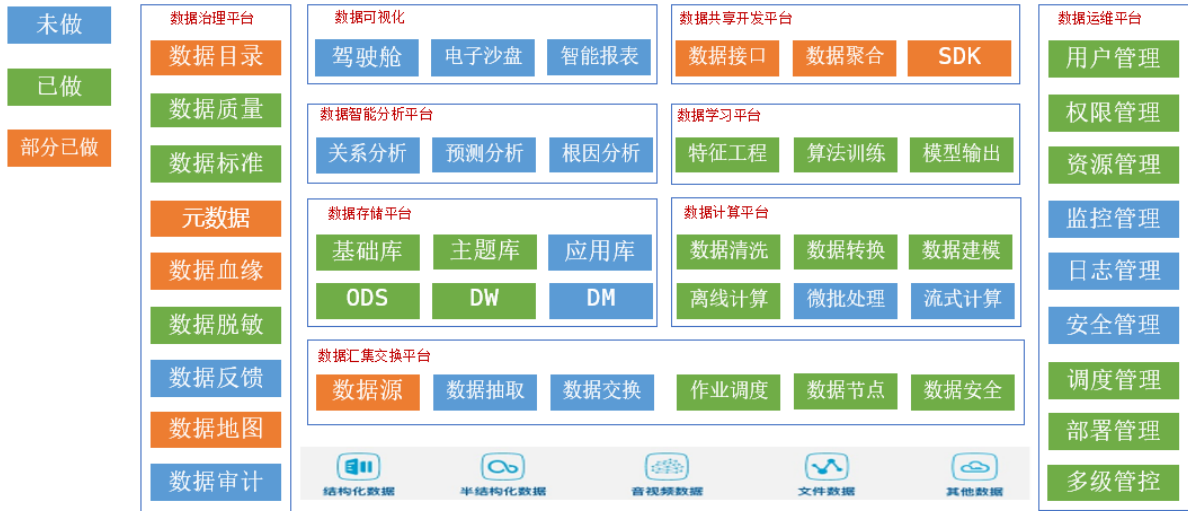 未做
已做
部分已做
数据治理平台
数据目录
数据质量
数据标准
元数据
数据血缘
数据脱敏
数据反馈
数据地图
数据审计
数据可视化
驾驶舱
电子沙盘
智能报表
数据共享开发平台
数据接口
数据聚合
SDK
数据智能分析平台
关系分析
预测分析
根因分析
数据学习平台
特征工程
算法训练
模型输出
数据存储平台
基础库
主题库
应用库
ODS
DW
DM
数据计算平台
数据清洗
数据转换
数据建模
离线计算
微批处理
流式计算
数据汇集交换平台
数据源
数据抽取
数据交换
作业调度
数据节点
数据安全
结构化数据
半结构化数据
音视频数据
文件数据
其他数据
数据运维平台
用户管理
权限管理
资源管理
监控管理
日志管理
安全管理
调度管理
部署管理
多级管控